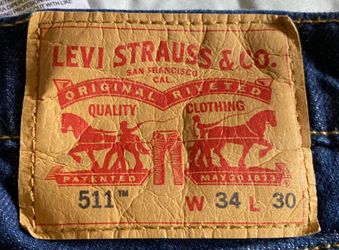 LEVI STRAUSS & CO.
SAN FRANCISCO
CAL.
ORIGINAL RIVETED
QUALITY CLOTHING
PATENTED MAY 20 1873
511™ W 34 L 30